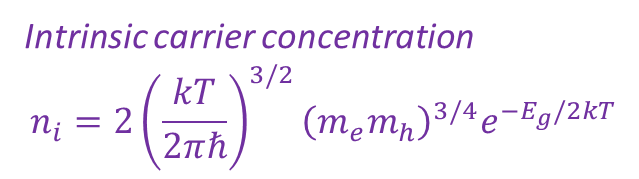 Intrinsic carrier concentration
nᵢ = 2 (kT / 2πħ)^{3/2} (mₑmₕ)^{3/4} e^{−E_g/2kT}